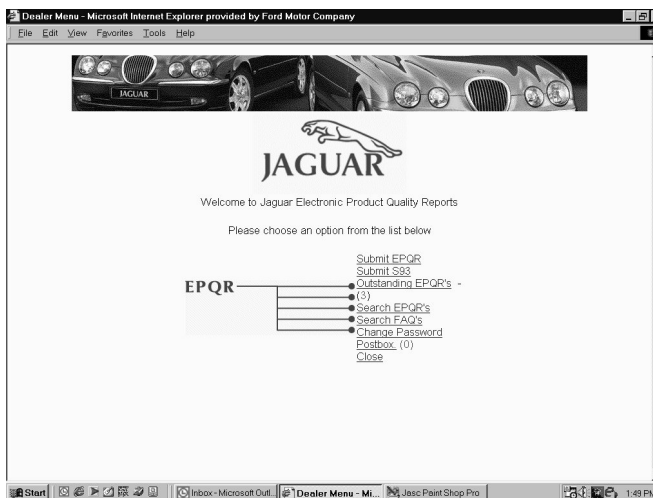 Dealer Menu - Microsoft Internet Explorer provided by Ford Motor Company
File Edit View Favorites Tools Help
JAGUAR
JAGUAR
Welcome to Jaguar Electronic Product Quality Reports
Please choose an option from the list below
EPQR
Submit EPQR
Submit S93
Outstanding EPQR's -
(3)
Search EPQR's
Search FAQ's
Change Password
Postbox. (0)
Close
Start
Inbox - Microsoft Outl...
Dealer Menu - Mi...
Jasc Paint Shop Pro
1:49 PM